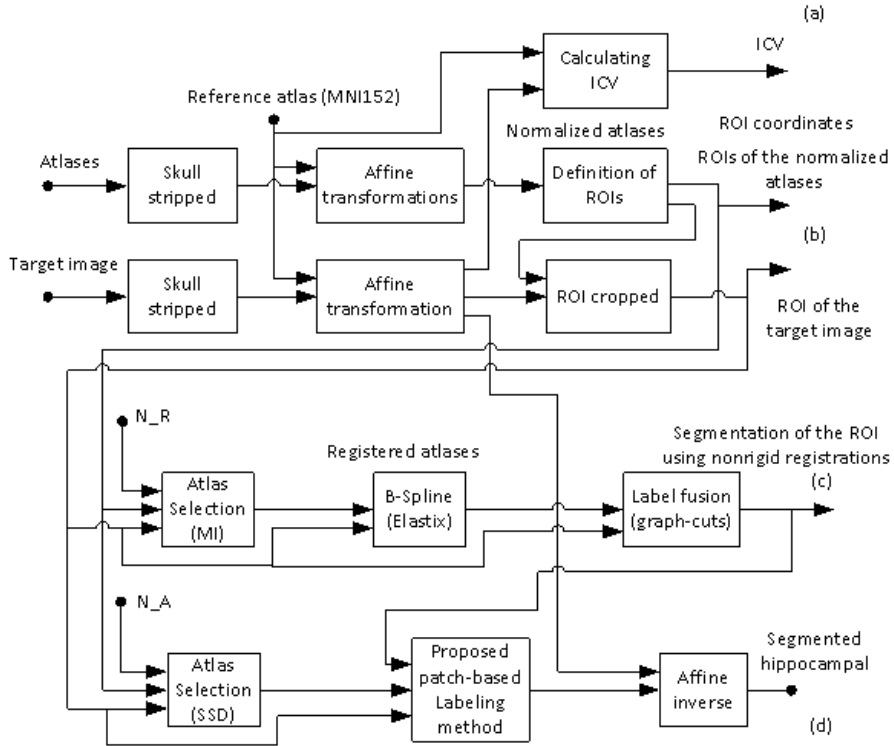 (a)
ICV
Calculating
ICV
Reference atlas (MNI152)
Normalized atlases
ROI coordinates
ROIs of the normalized
atlases
Atlases
Skull
stripped
Affine
transformations
Definition of
ROIs
(b)
Target image
Skull
stripped
Affine
transformation
ROI cropped
ROI of the
target image
N_R
Registered atlases
Segmentation of the ROI
using nonrigid registrations
(c)
Atlas
Selection
(MI)
B-Spline
(Elastix)
Label fusion
(graph-cuts)
N_A
Atlas
Selection
(SSD)
Proposed
patch-based
Labeling
method
Affine
inverse
Segmented
hippocampal
(d)